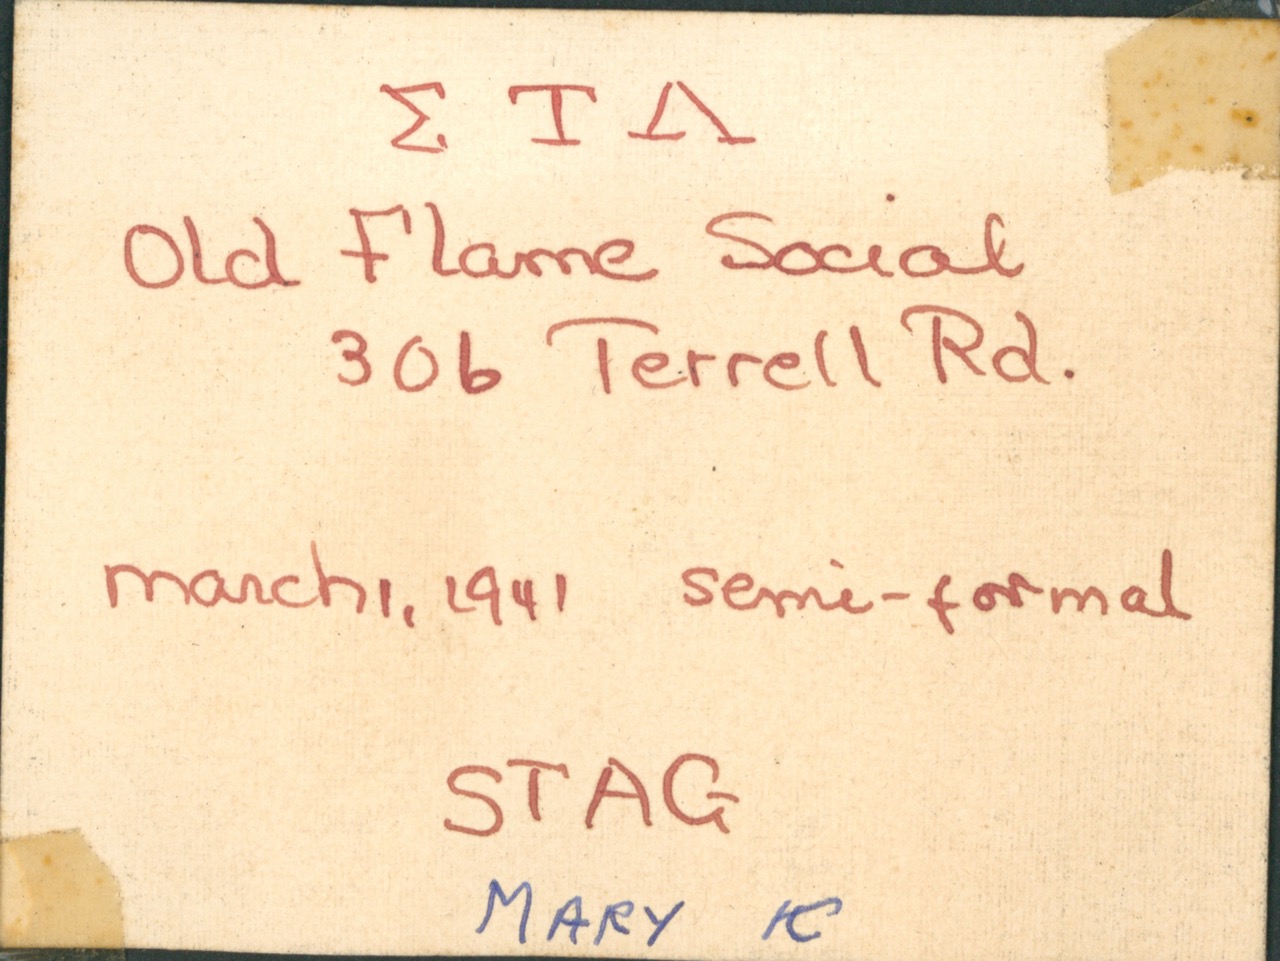 Σ Τ Λ
Old Flame Social
306 Terrell Rd.
march 1, 1941 semi-formal
STAG
MARY K